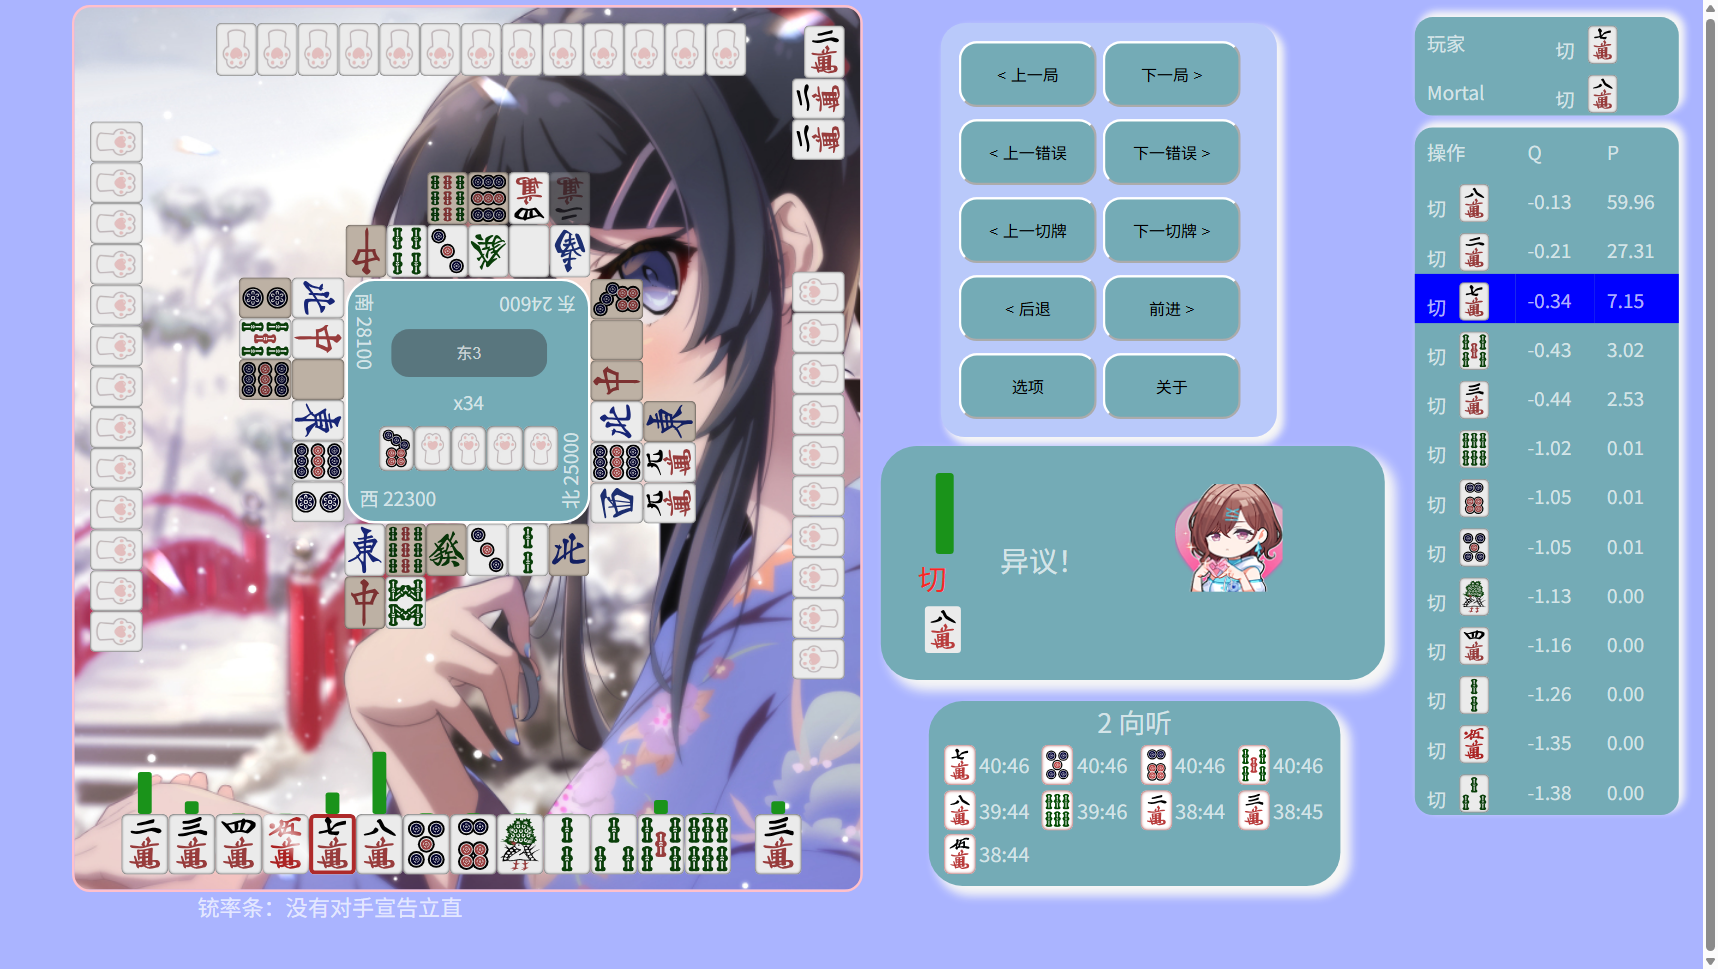 南 28100
东 24600
东3
x34
西 22300
北 25000
铳率条：没有对手宣告立直
< 上一局
下一局 >
< 上一错误
下一错误 >
< 上一切牌
下一切牌 >
< 后退
前进 >
选项
关于
切
异议！
2 向听
40:46
40:46
40:46
40:46
39:44
39:46
38:44
38:45
38:44
玩家 切
Mortal 切
操作 Q P
切 -0.13 59.96
切 -0.21 27.31
切 -0.34 7.15
切 -0.43 3.02
切 -0.44 2.53
切 -1.02 0.01
切 -1.05 0.01
切 -1.05 0.01
切 -1.13 0.00
切 -1.16 0.00
切 -1.26 0.00
切 -1.35 0.00
切 -1.38 0.00